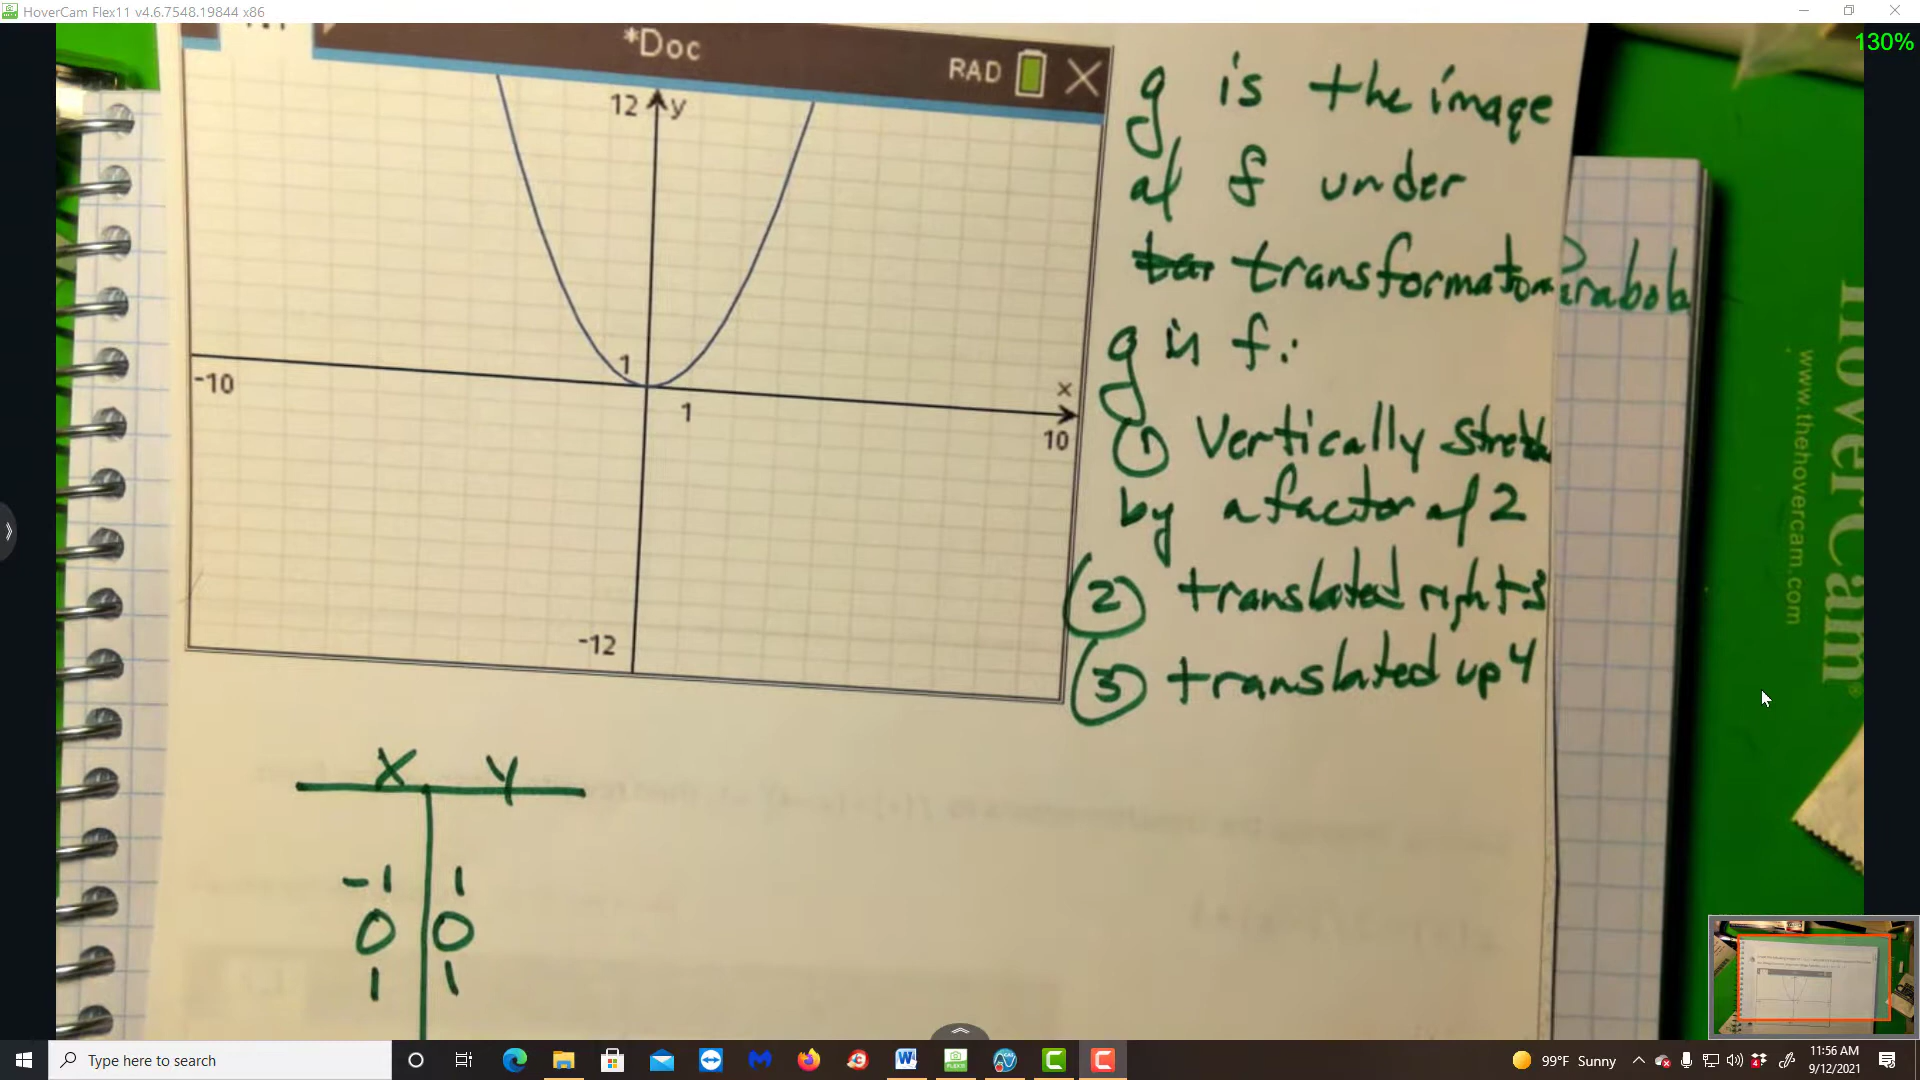 HoverCam Flex11 v4.6.7548.19844 x86
130%
*Doc
RAD
12
y
1
-10
x
1
10
-12
g is the image
of f under
transformation
g is f:
① Vertically stretch
by a factor of 2
② translated right 3
③ translated up 4
x y
-1 1
0 0
1 1
HoverCam
www.thehovercam.com
Type here to search
99°F Sunny
11:56 AM
9/12/2021